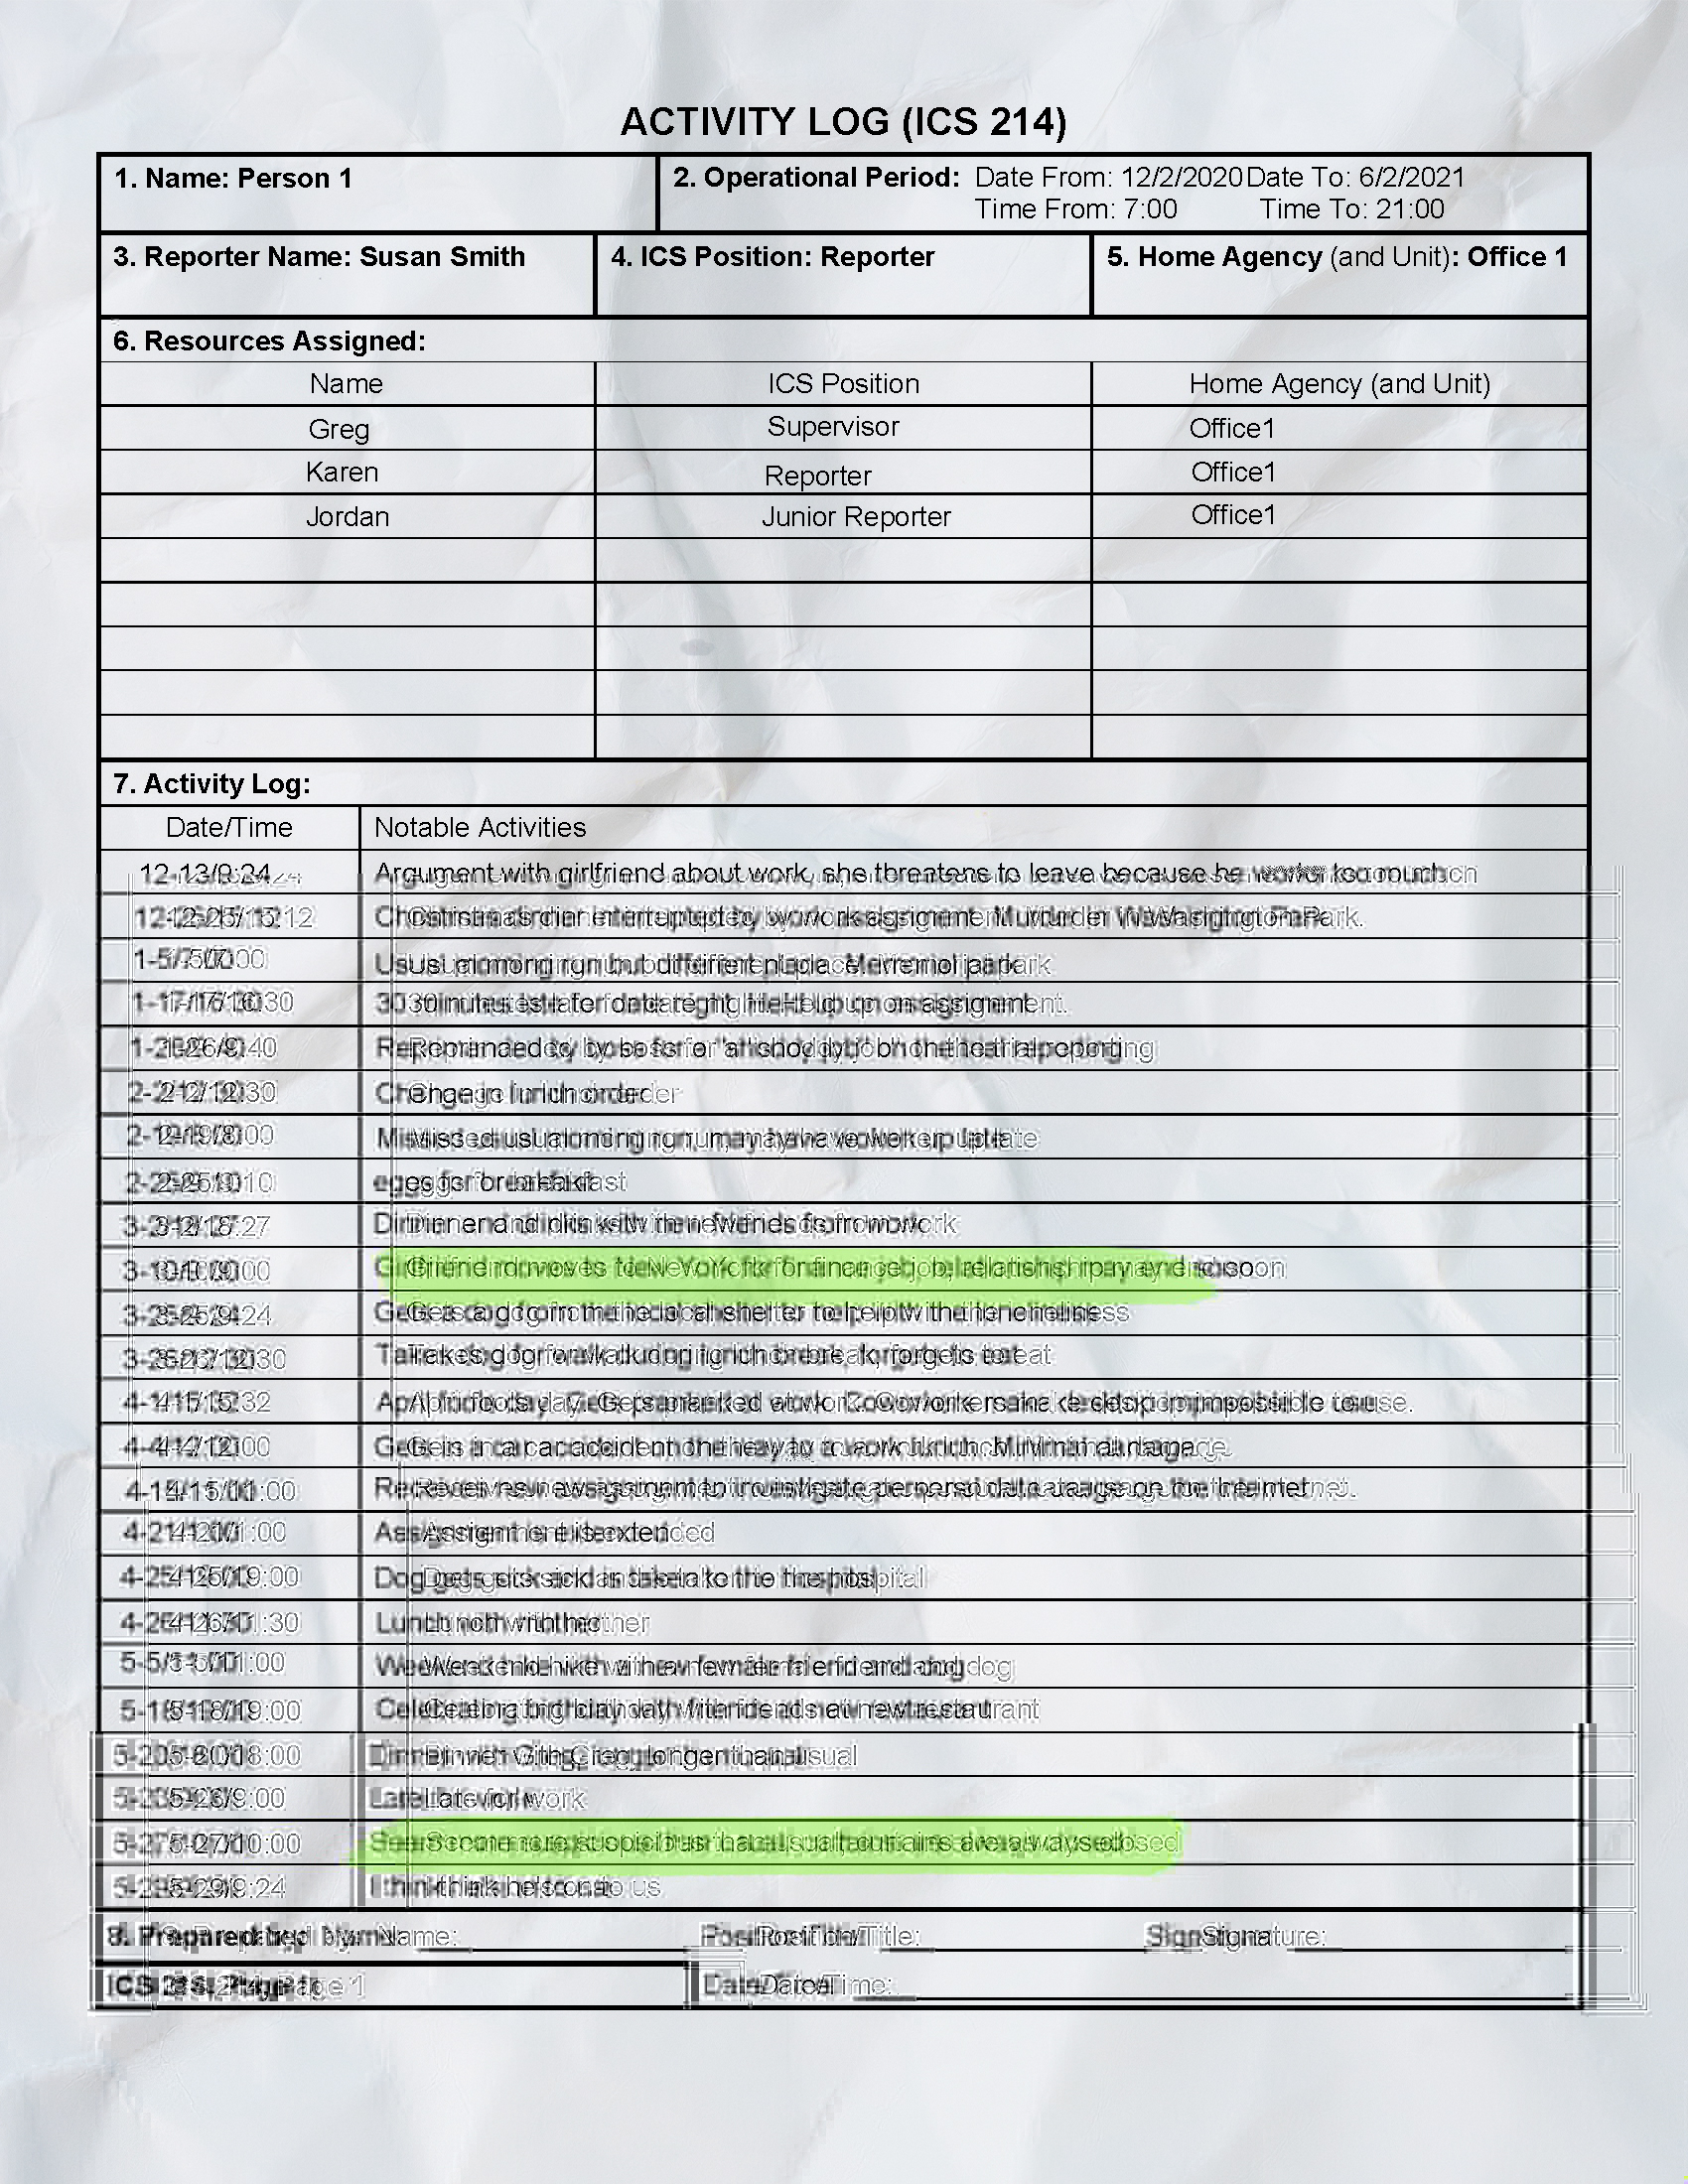 ACTIVITY LOG (ICS 214)
1. Name: Person 1
2. Operational Period: Date From: 12/2/2020 Date To: 6/2/2021
Time From: 7:00 Time To: 21:00
3. Reporter Name: Susan Smith
4. ICS Position: Reporter
5. Home Agency (and Unit): Office 1
6. Resources Assigned:
Name ICS Position Home Agency (and Unit)
Greg Supervisor Office1
Karen Reporter Office1
Jordan Junior Reporter Office1
7. Activity Log:
Date/Time Notable Activities
12-13/9:24 Argument with girlfriend about work, she threatens to leave because he works too much
12-25/15:12 Christmas dinner interrupted by work assignment. Murder in Washington Park.
1-5/7:00 Usual morning run but different place. Memorial park
1-17/16:30 30 minutes late for date night. Held up on assignment.
1-26/9:40 Reprimanded by boss for a "shoddy job" on the trial reporting
2-2/12:30 Change in lunch order
2-19/8:00 Missed usual morning run, may have woken up late
2-25/9:10 eggs for breakfast
3-2/18:27 Dinner and drinks with new friends from work
3-10/9:00 Girlfriend moves to New York for finance job, relationship may end soon
3-25/9:24 Gets a dog from the local shelter to help with the loneliness
3-26/12:30 Takes dog for walk during lunch break, forgets to eat
4-1/15:32 April fools day. Gets pranked at work. Coworkers make desktop impossible to use.
4-4/12:00 Gets in a car accident on the way to work lunch. Minimal damage.
4-15/11:00 Receives new assignment to investigate personal data usage on the Internet.
4-21/11:00 Assignment is extended
4-25/19:00 Dog gets sick and is taken to the hospital
4-26/11:30 Lunch with mother
5-5/11:00 Weekend hike with new female friend and dog
5-18/19:00 Celebrating birthday with friends at new restaurant
5-20/18:00 Dinner with Greg, longer than usual
5-23/9:00 Late for work
5-27/10:00 Seems more suspicious than usual, curtains are always closed
5-29/9:24 I think he's onto us
8. Prepared by: Name: Position/Title: Signature:
ICS 214, Page 1 Date/Time: